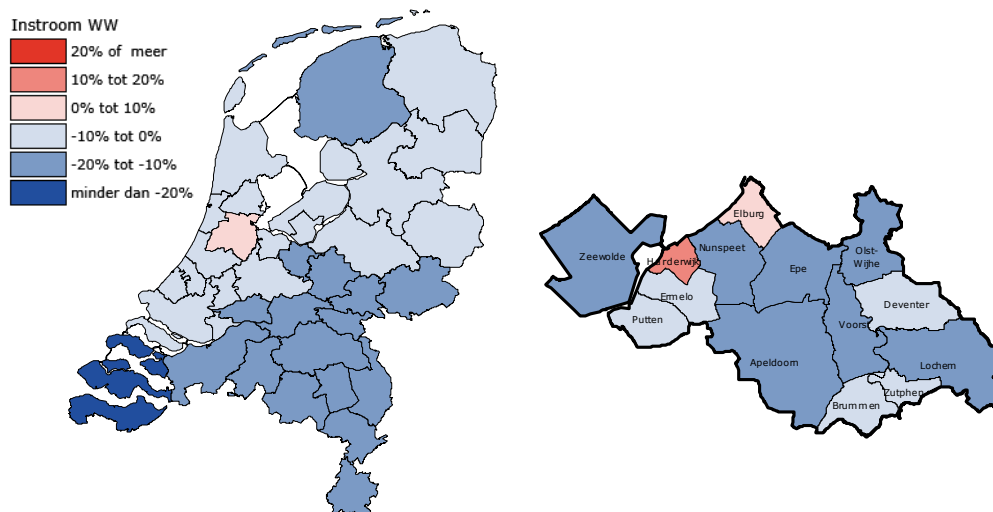 Instroom WW
20% of meer
10% tot 20%
0% tot 10%
-10% tot 0%
-20% tot -10%
minder dan -20%
Elburg
Nunspeet
Olst-
Wijhe
Zeewolde
Harderwijk
Epe
Ermelo
Deventer
Putten
Voorst
Apeldoorn
Lochem
Zutphen
Brummen